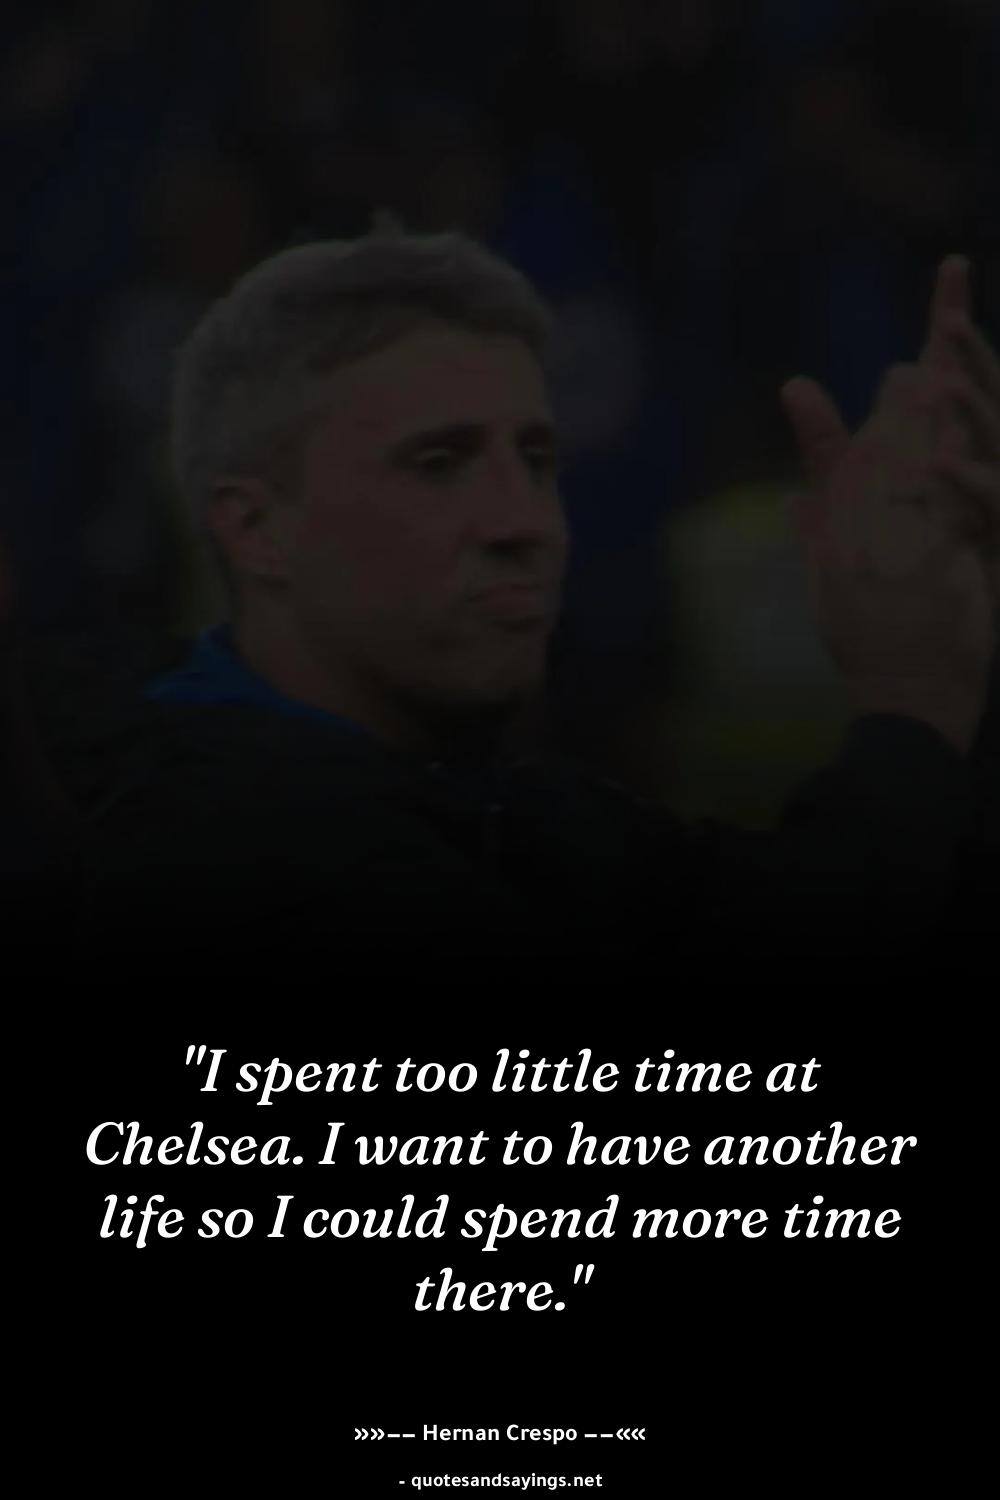 "I spent too little time at
Chelsea. I want to have another
life so I could spend more time
there."
»»–– Hernan Crespo ––««
- quotesandsayings.net